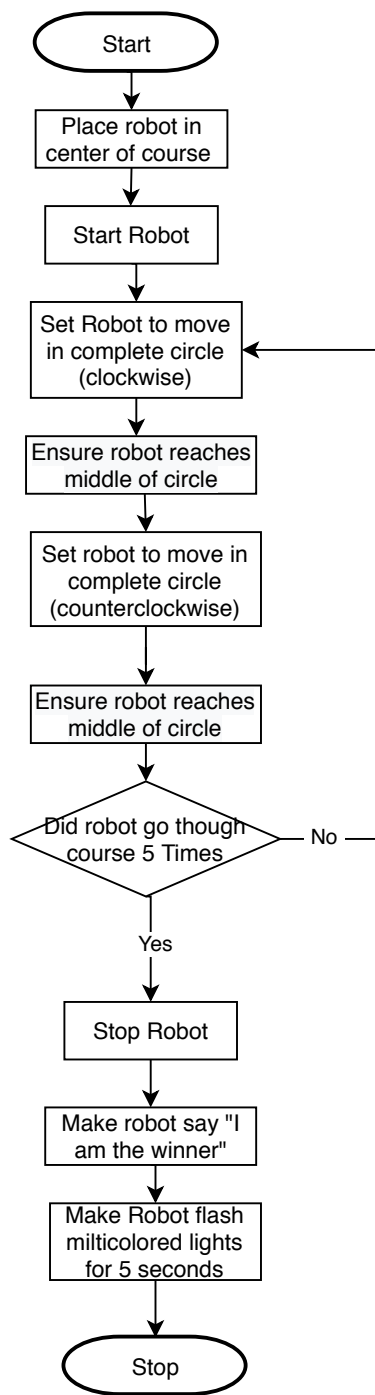 Start
Place robot in
center of course
Start Robot
Set Robot to move
in complete circle
(clockwise)
Ensure robot reaches
middle of circle
Set robot to move in
complete circle
(counterclockwise)
Ensure robot reaches
middle of circle
Did robot go though
course 5 Times
No
Yes
Stop Robot
Make robot say "I
am the winner"
Make Robot flash
milticolored lights
for 5 seconds
Stop